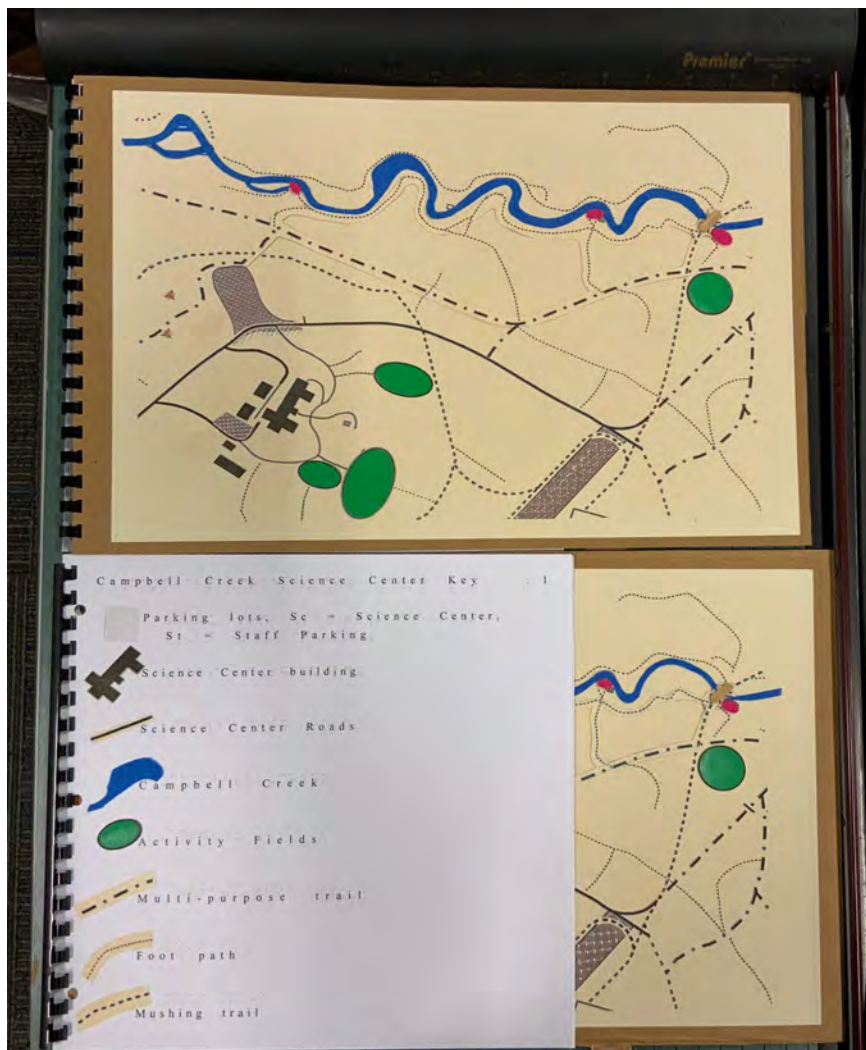 Premier
Campbell Creek Science Center Key 1
Parking lots, Sc = Science Center,
St = Staff Parking
Science Center building
Science Center Roads
Campbell Creek
Activity Fields
Multi-purpose trail
Foot path
Mushing trail